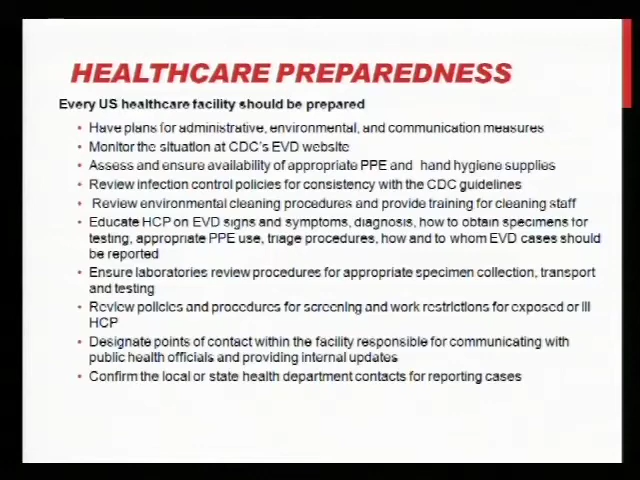 HEALTHCARE PREPAREDNESS
Every US healthcare facility should be prepared
• Have plans for administrative, environmental, and communication measures
• Monitor the situation at CDC's EVD website
• Assess and ensure availability of appropriate PPE and hand hygiene supplies
• Review infection control policies for consistency with the CDC guidelines
• Review environmental cleaning procedures and provide training for cleaning staff
• Educate HCP on EVD signs and symptoms, diagnosis, how to obtain specimens for
testing, appropriate PPE use, triage procedures, how and to whom EVD cases should
be reported
• Ensure laboratories review procedures for appropriate specimen collection, transport
and testing
• Review policies and procedures for screening and work restrictions for exposed or ill
HCP
• Designate points of contact within the facility responsible for communicating with
public health officials and providing internal updates
• Confirm the local or state health department contacts for reporting cases